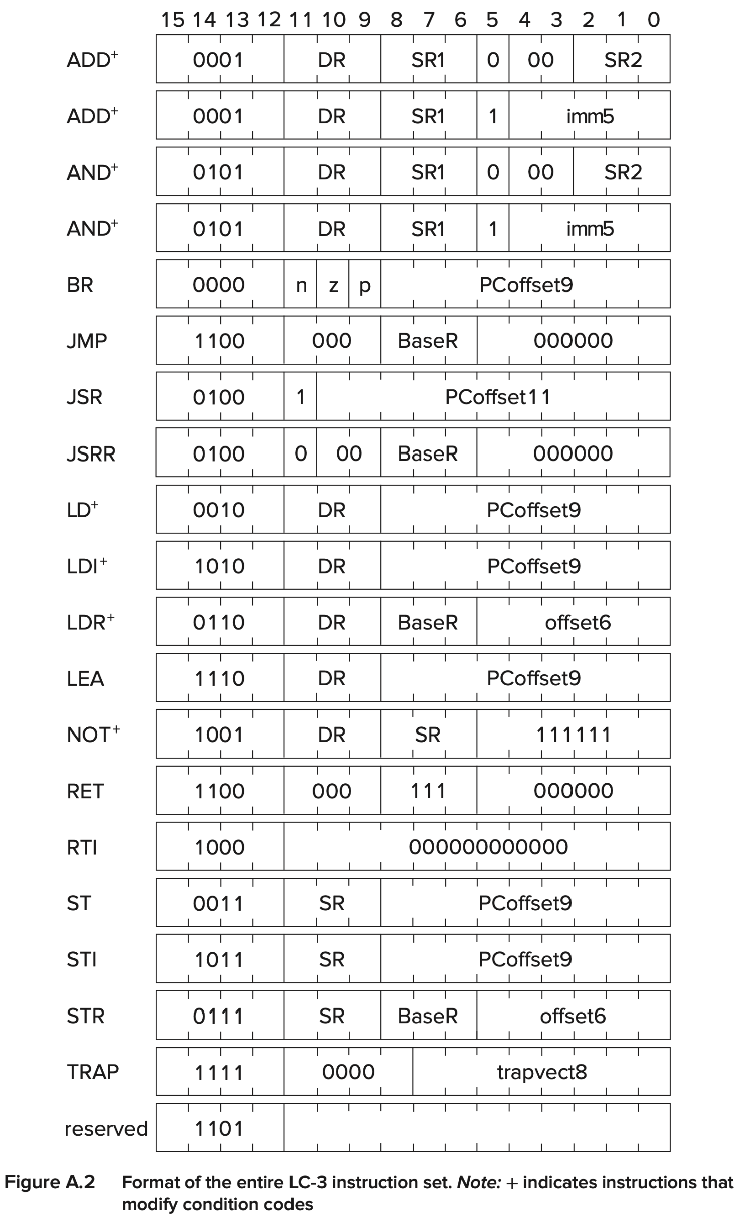 15 14 13 12 11 10 9 8 7 6 5 4 3 2 1 0
ADD+ 0001 DR SR1 0 00 SR2
ADD+ 0001 DR SR1 1 imm5
AND+ 0101 DR SR1 0 00 SR2
AND+ 0101 DR SR1 1 imm5
BR 0000 n z p PCoffset9
JMP 1100 000 BaseR 000000
JSR 0100 1 PCoffset11
JSRR 0100 0 00 BaseR 000000
LD+ 0010 DR PCoffset9
LDI+ 1010 DR PCoffset9
LDR+ 0110 DR BaseR offset6
LEA 1110 DR PCoffset9
NOT+ 1001 DR SR 111111
RET 1100 000 111 000000
RTI 1000 000000000000
ST 0011 SR PCoffset9
STI 1011 SR PCoffset9
STR 0111 SR BaseR offset6
TRAP 1111 0000 trapvect8
reserved 1101
Figure A.2 Format of the entire LC-3 instruction set. Note: + indicates instructions that
modify condition codes